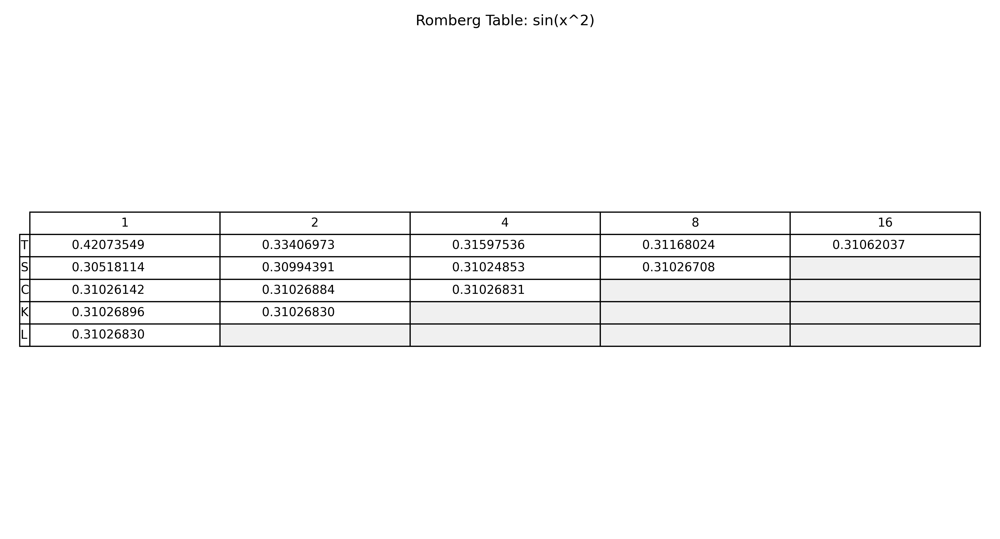 Romberg Table: sin(x^2)
1 2 4 8 16
T 0.42073549 0.33406973 0.31597536 0.31168024 0.31062037
S 0.30518114 0.30994391 0.31024853 0.31026708
C 0.31026142 0.31026884 0.31026831
K 0.31026896 0.31026830
L 0.31026830